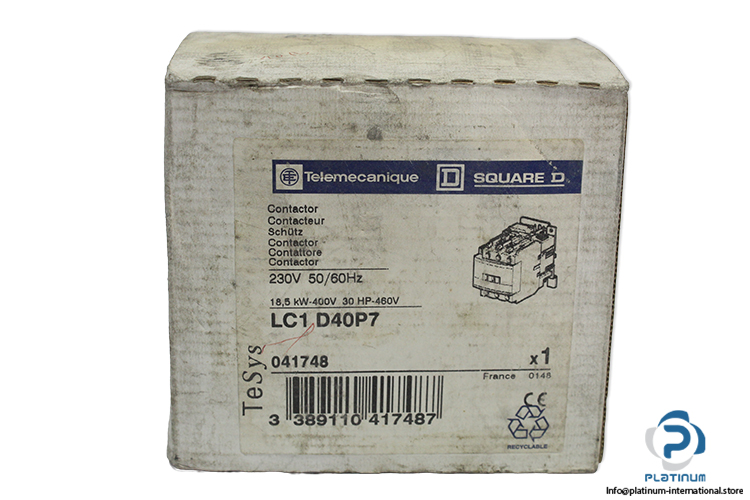 Telemecanique SQUARE D
Contactor
Contacteur
Schütz
Contactor
Contattore
Contactor
230V 50/60Hz
18,5 kW-400V 30 HP-460V
LC1 D40P7
TeSys
041748
x1
France 0148
3 389110 417487
CE
RECYCLABLE
PLATINUM
Info@platinum-international.store